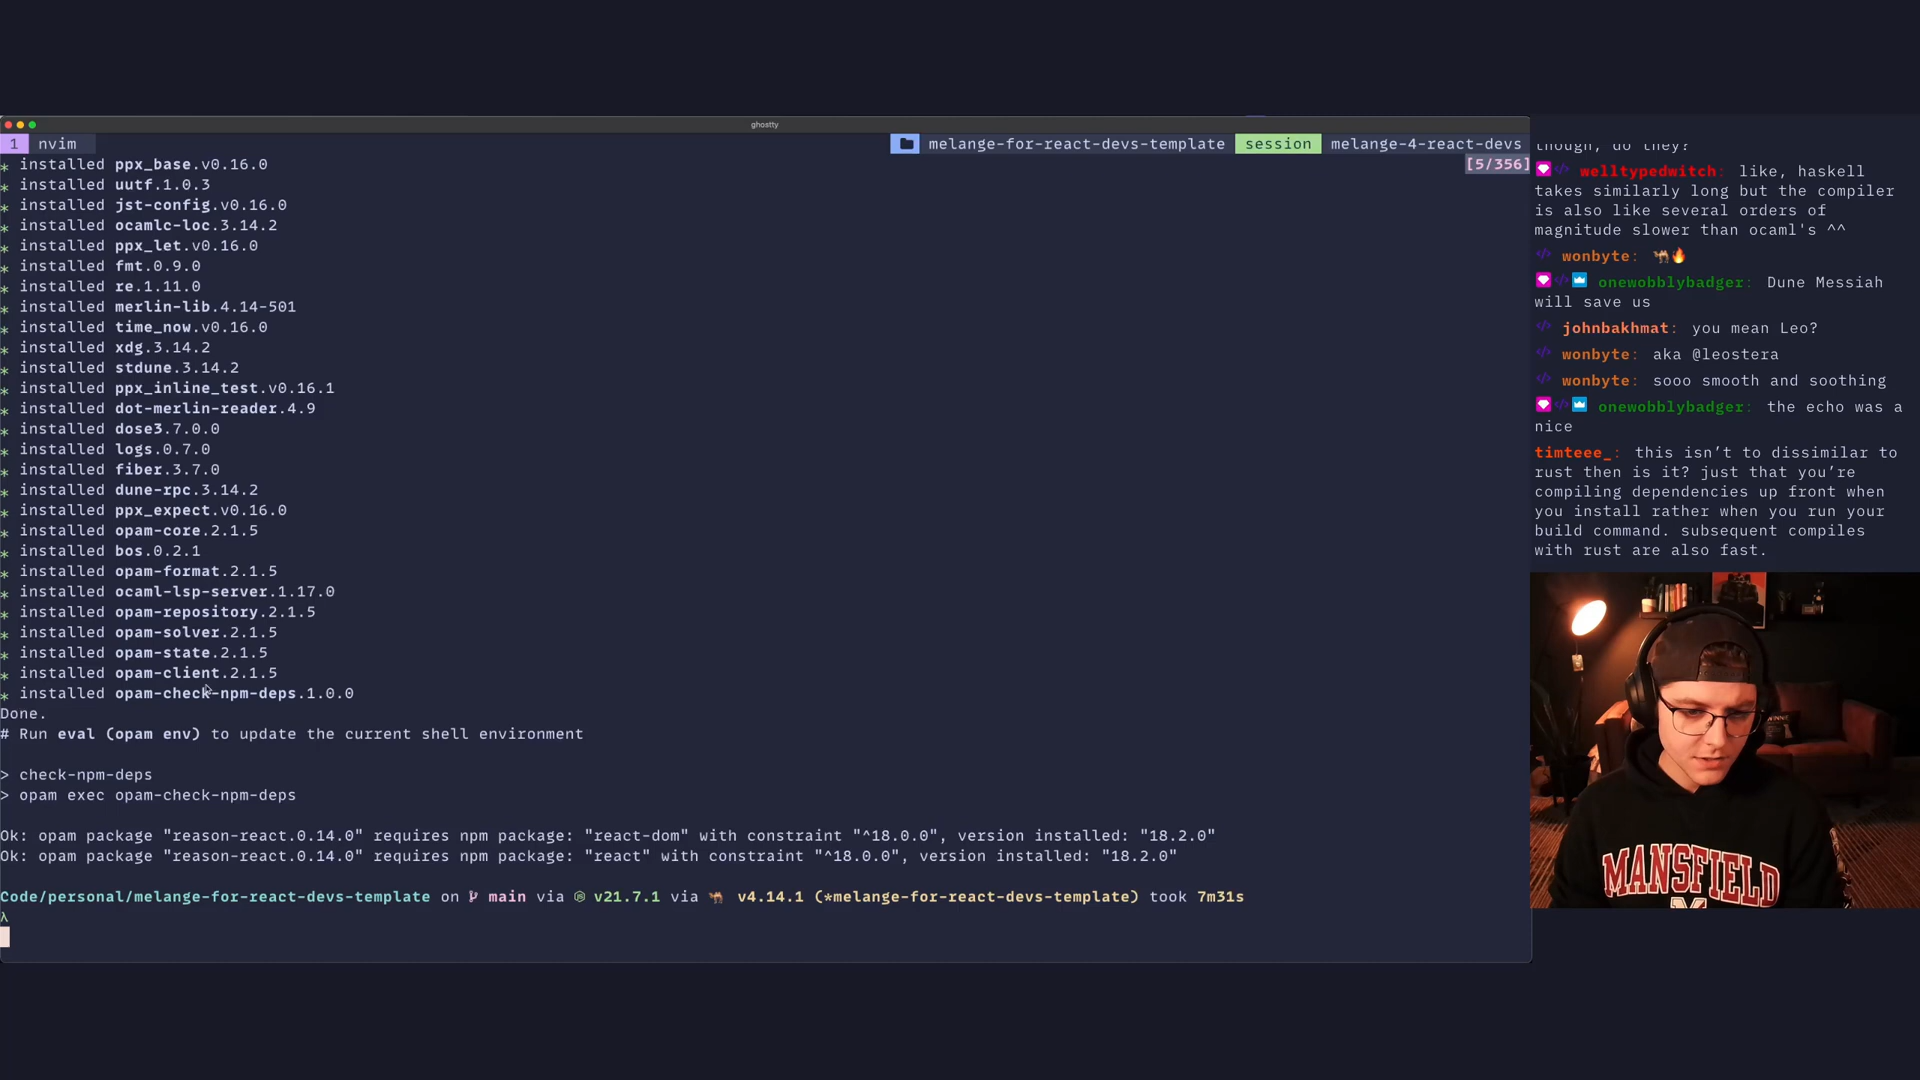 ghostty
1 nvim
melange-for-react-devs-template session melange-4-react-devs
[5/356]
* installed ppx_base.v0.16.0
* installed uutf.1.0.3
* installed jst-config.v0.16.0
* installed ocamlc-loc.3.14.2
* installed ppx_let.v0.16.0
* installed fmt.0.9.0
* installed re.1.11.0
* installed merlin-lib.4.14-501
* installed time_now.v0.16.0
* installed xdg.3.14.2
* installed stdune.3.14.2
* installed ppx_inline_test.v0.16.1
* installed dot-merlin-reader.4.9
* installed dose3.7.0.0
* installed logs.0.7.0
* installed fiber.3.7.0
* installed dune-rpc.3.14.2
* installed ppx_expect.v0.16.0
* installed opam-core.2.1.5
* installed bos.0.2.1
* installed opam-format.2.1.5
* installed ocaml-lsp-server.1.17.0
* installed opam-repository.2.1.5
* installed opam-solver.2.1.5
* installed opam-state.2.1.5
* installed opam-client.2.1.5
* installed opam-check-npm-deps.1.0.0
Done.
# Run eval (opam env) to update the current shell environment
> check-npm-deps
> opam exec opam-check-npm-deps
Ok: opam package "reason-react.0.14.0" requires npm package: "react-dom" with constraint "^18.0.0", version installed: "18.2.0"
Ok: opam package "reason-react.0.14.0" requires npm package: "react" with constraint "^18.0.0", version installed: "18.2.0"
Code/personal/melange-for-react-devs-template on main via v21.7.1 via 🐫 v4.14.1 (*melange-for-react-devs-template) took 7m31s
λ
though, do they?
welltypedwitch: like, haskell
takes similarly long but the compiler
is also like several orders of
magnitude slower than ocaml's ^^
wonbyte: 🐫🔥
onewobblybadger: Dune Messiah
will save us
johnbakhmat: you mean Leo?
wonbyte: aka @leostera
wonbyte: sooo smooth and soothing
onewobblybadger: the echo was a
nice
timteee_: this isn’t to dissimilar to
rust then is it? just that you’re
compiling dependencies up front when
you install rather when you run your
build command. subsequent compiles
with rust are also fast.
MANSFIELD